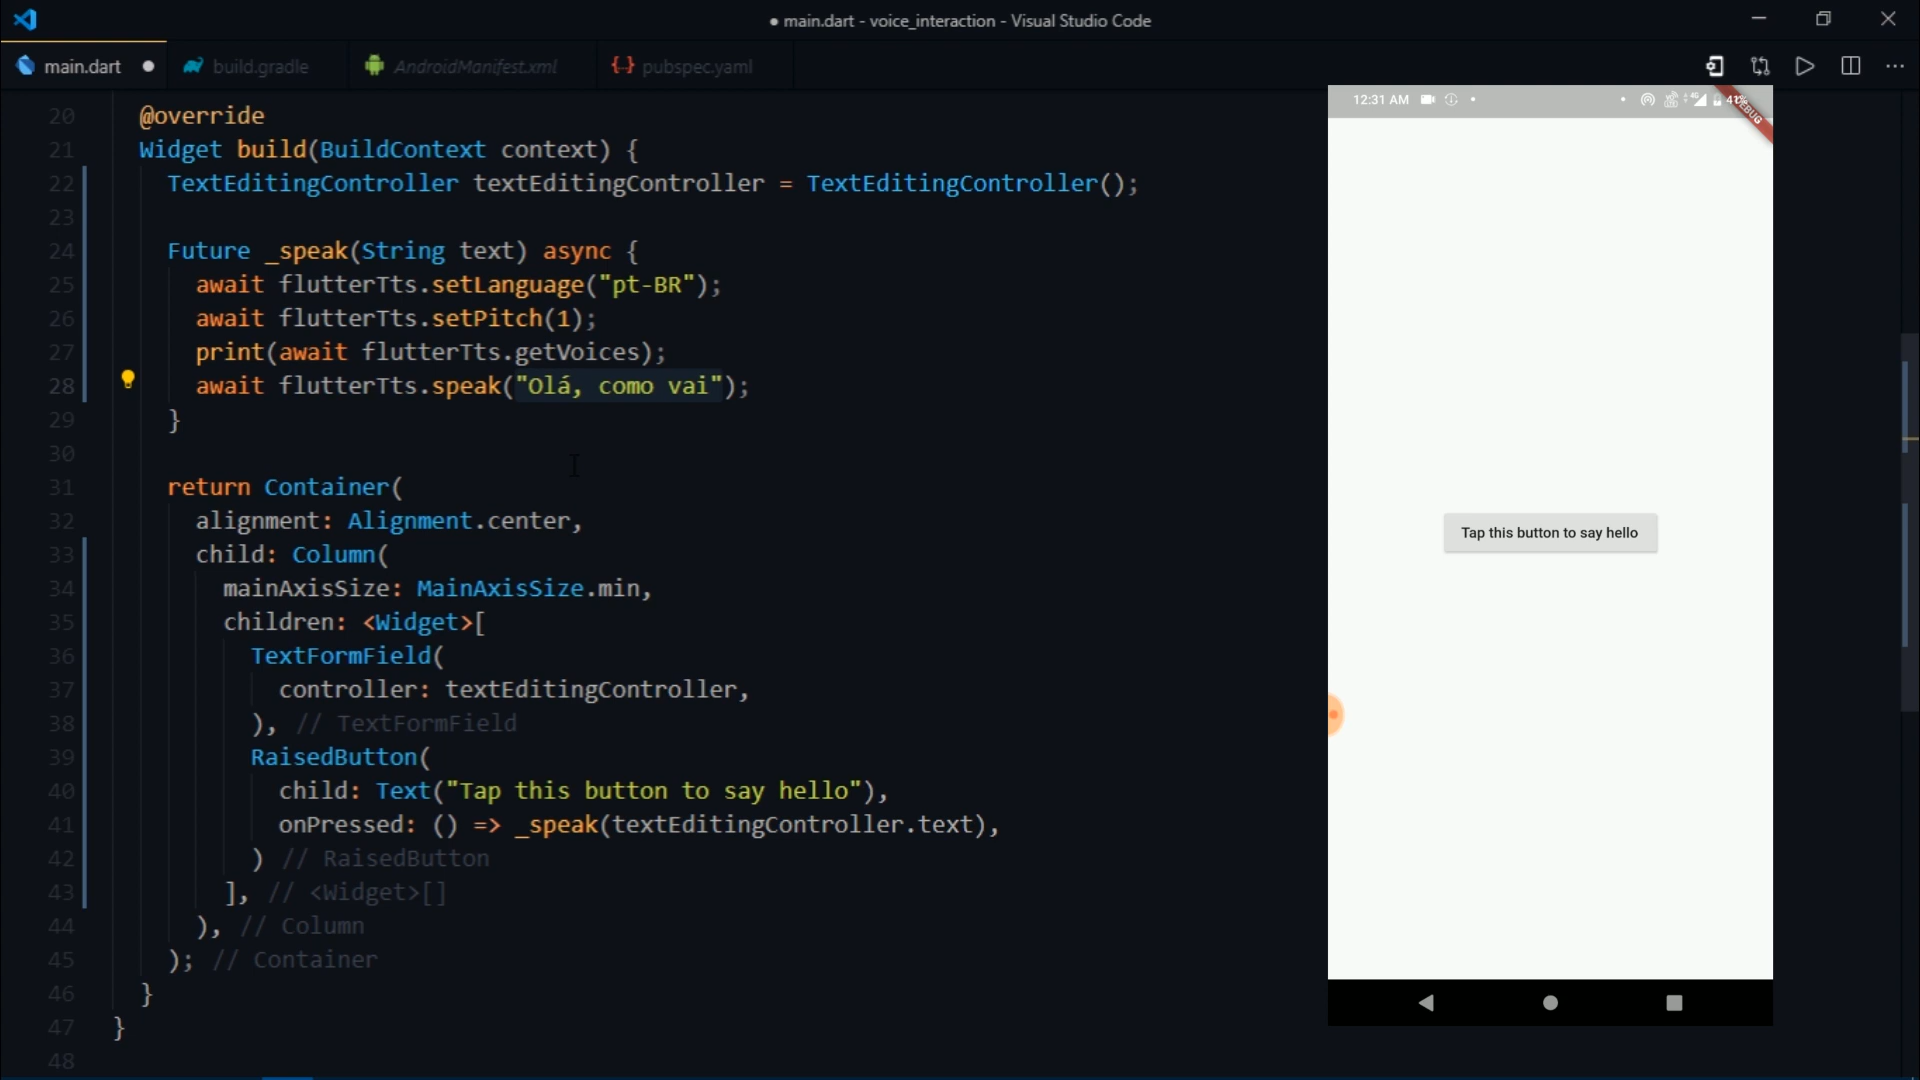 ● main.dart - voice_interaction - Visual Studio Code
main.dart ● build.gradle AndroidManifest.xml pubspec.yaml
20 @override
21 Widget build(BuildContext context) {
22 TextEditingController textEditingController = TextEditingController();
23
24 Future _speak(String text) async {
25 await flutterTts.setLanguage("pt-BR");
26 await flutterTts.setPitch(1);
27 print(await flutterTts.getVoices);
28 await flutterTts.speak("Olá, como vai");
29 }
30
31 return Container(
32 alignment: Alignment.center,
33 child: Column(
34 mainAxisSize: MainAxisSize.min,
35 children: <Widget>[
36 TextFormField(
37 controller: textEditingController,
38 ), // TextFormField
39 RaisedButton(
40 child: Text("Tap this button to say hello"),
41 onPressed: () => _speak(textEditingController.text),
42 ) // RaisedButton
43 ], // <Widget>[]
44 ), // Column
45 ); // Container
46 }
47 }
48
12:31 AM
4G
DEBUG
Tap this button to say hello